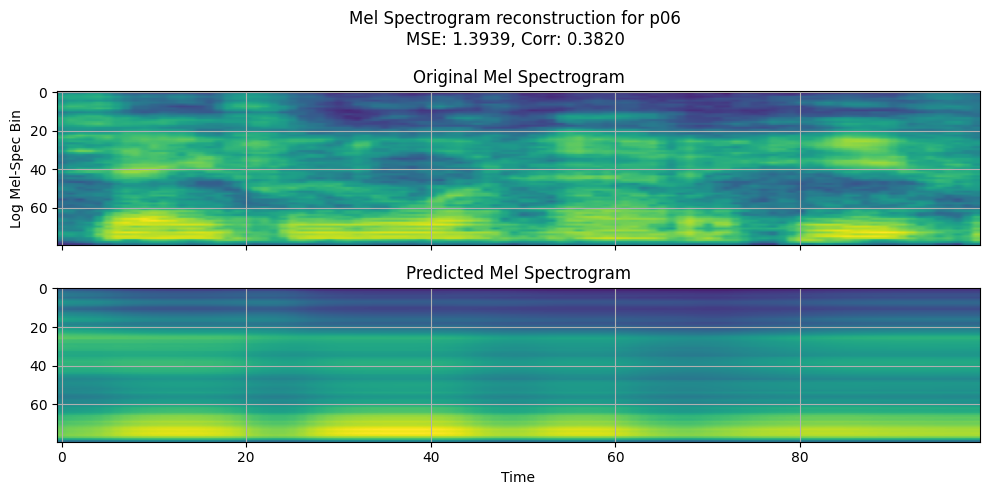 Mel Spectrogram reconstruction for p06
MSE: 1.3939, Corr: 0.3820
Original Mel Spectrogram
0
20
40
60
Log Mel-Spec Bin
Predicted Mel Spectrogram
0
20
40
60
0 20 40 60 80
Time